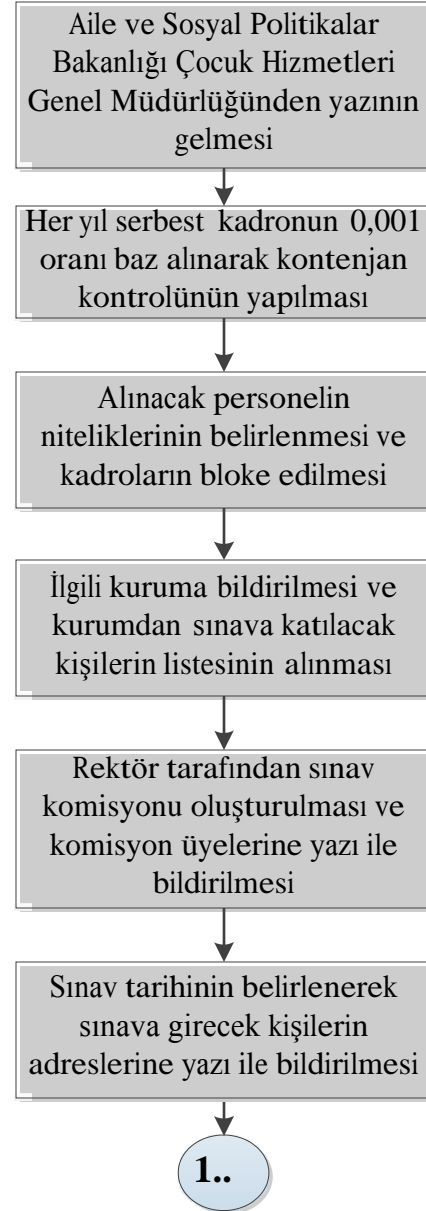 Aile ve Sosyal Politikalar
Bakanlığı Çocuk Hizmetleri
Genel Müdürlüğünden yazının
gelmesi
Her yıl serbest kadronun 0,001
oranı baz alınarak kontenjan
kontrolünün yapılması
Alınacak personelin
niteliklerinin belirlenmesi ve
kadroların bloke edilmesi
İlgili kuruma bildirilmesi ve
kurumdan sınava katılacak
kişilerin listesinin alınması
Rektör tarafından sınav
komisyonu oluşturulması ve
komisyon üyelerine yazı ile
bildirilmesi
Sınav tarihinin belirlenerek
sınava girecek kişilerin
adreslerine yazı ile bildirilmesi
1..